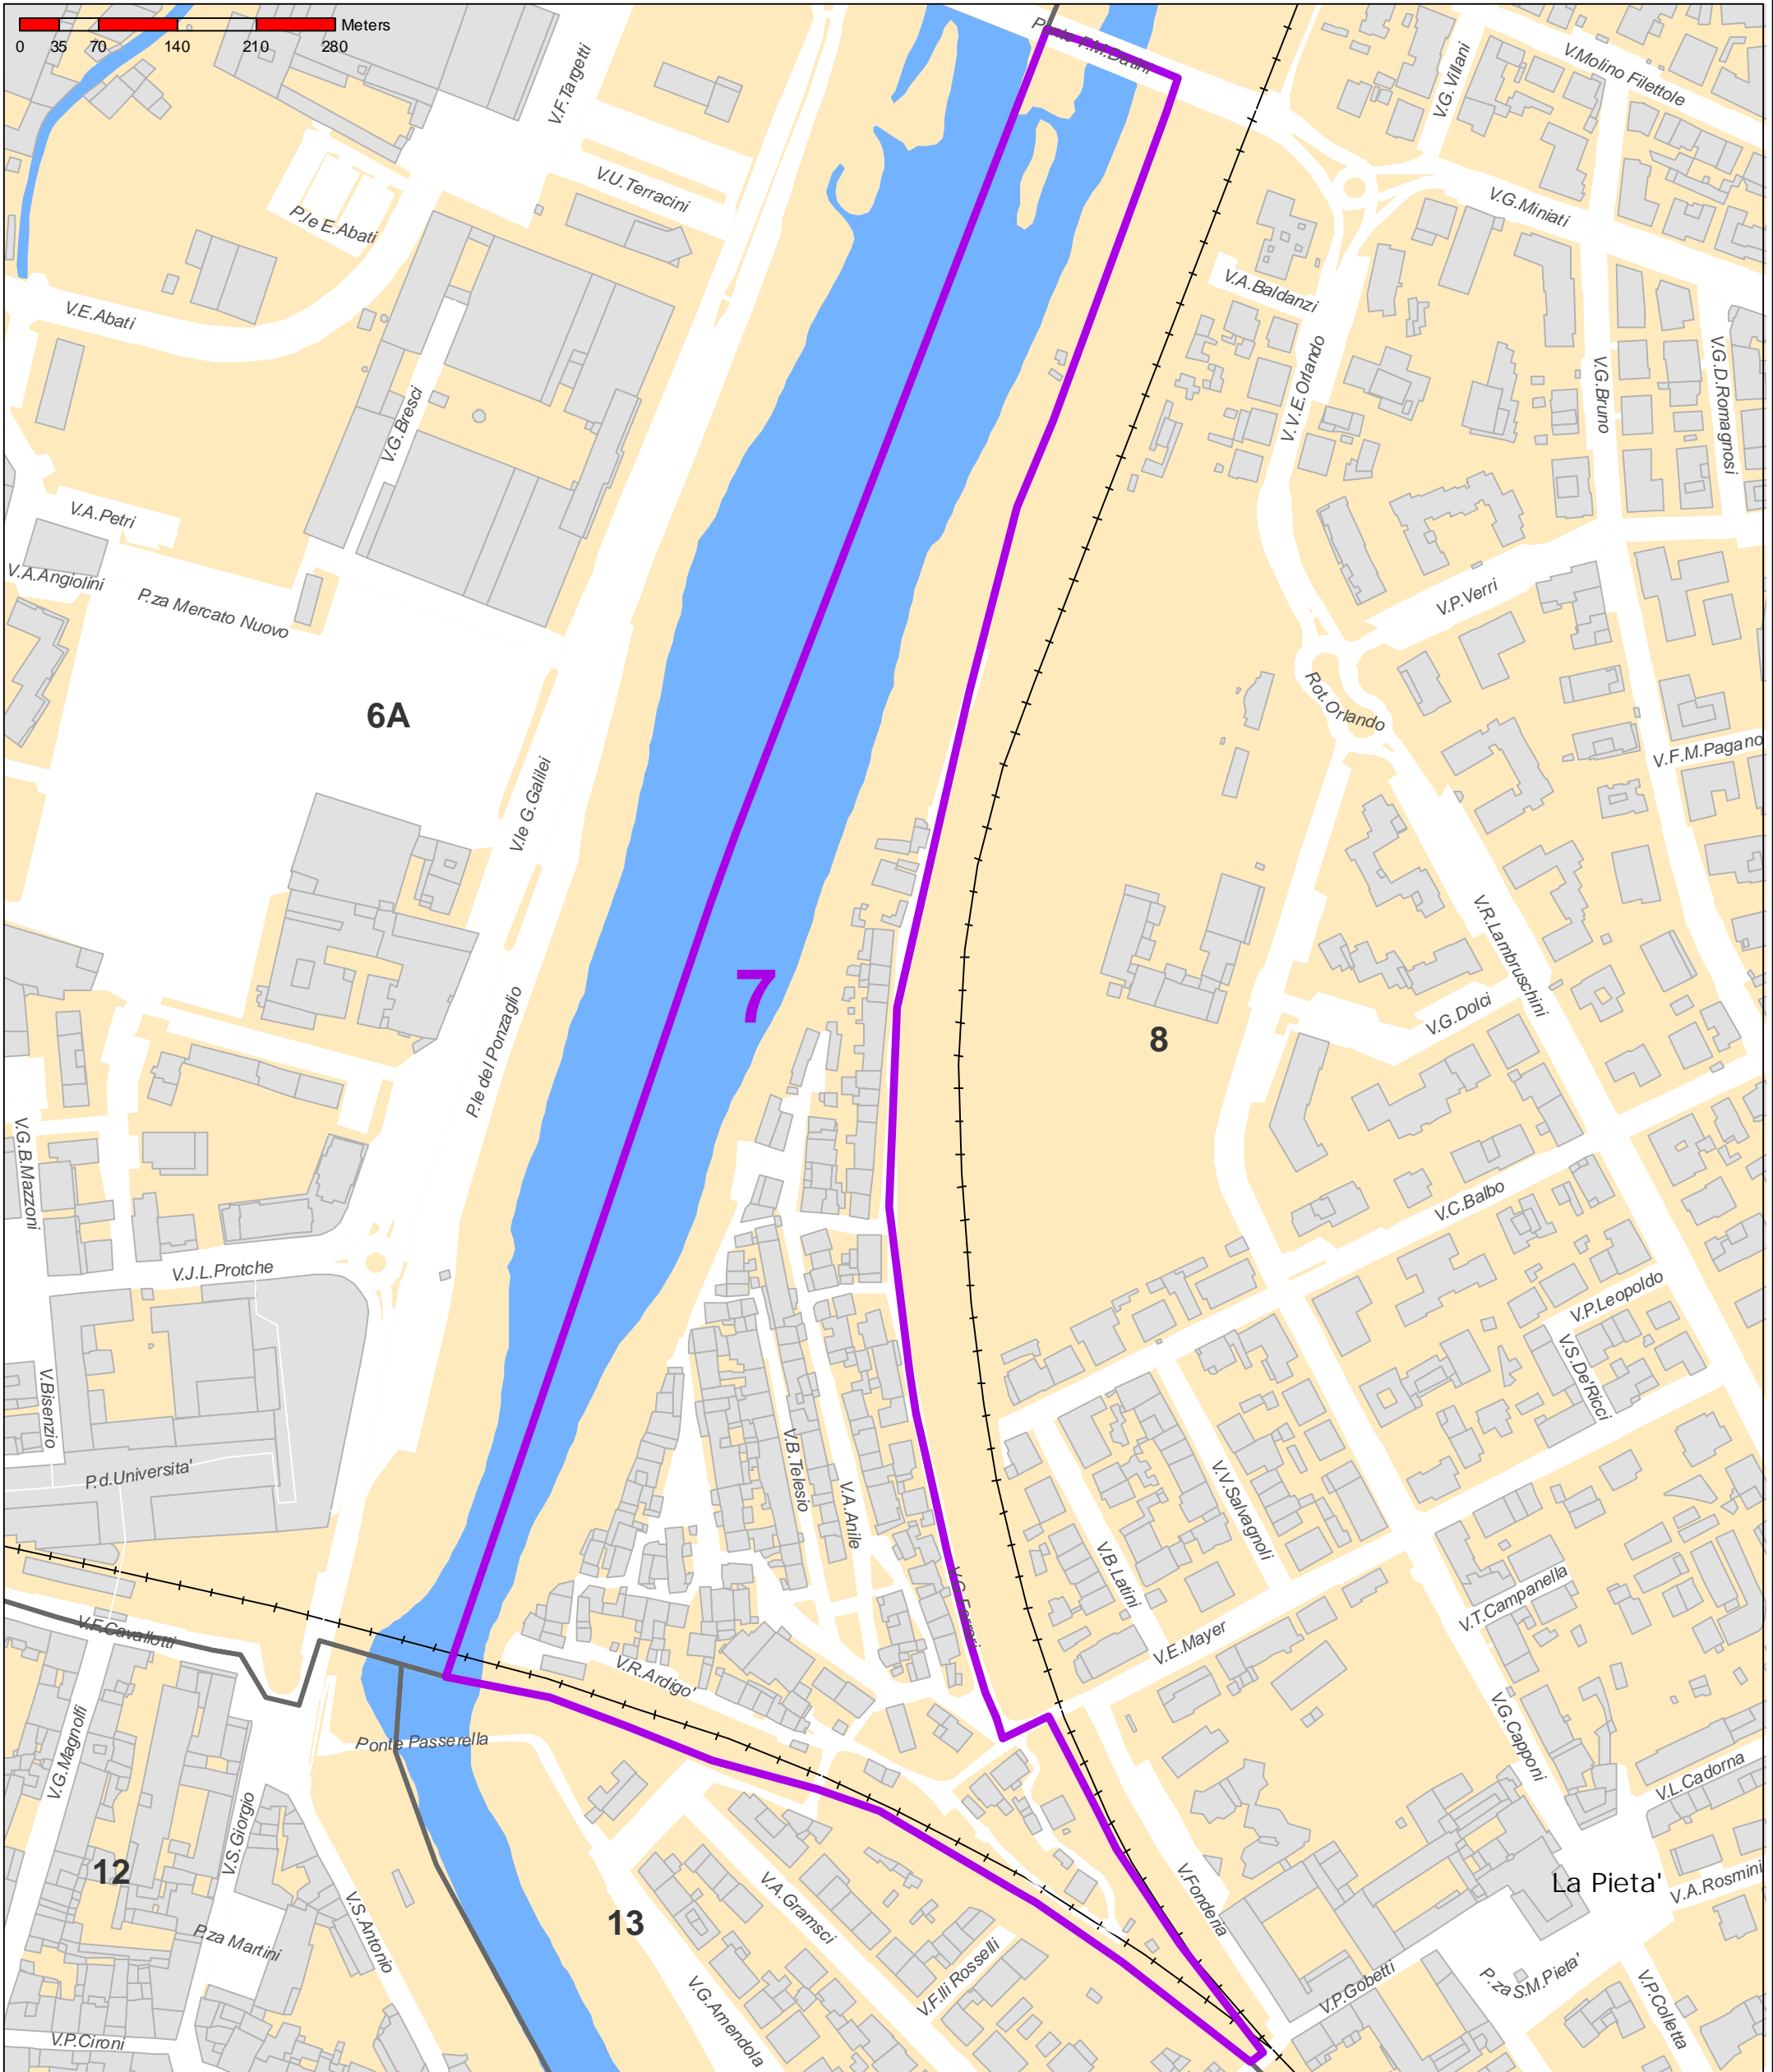 Meters
0 35 70 140 210 280
Ponte F.M.Datini
V.F.Targetti
V.G. Villani
V.Molino Filettole
V.U.Terracini
P.le E.Abati
V.G.Miniati
V.A.Baldanzi
V.E.Abati
V.V.E.Orlando
V.G.Bruno
V.G.D.Romagnosi
V.G.Bresci
V.A.Petri
V.A.Angiolini
P.za Mercato Nuovo
V.P.Verri
Rot.Orlando
6A
V.F.M.Pagano
V.le G.Galilei
V.R.Lambruschini
7
8
V.G.Dolci
P.le del Ponzaglio
V.G.B.Mazzoni
V.C.Balbo
V.J.L.Protche
V.P.Leopoldo
V.S.De'Ricci
V.Bisenzio
P.d.Universita'
V.B.Telesio
V.A.Anile
V.V.Salvagnoli
V.B.Latini
V.G.Ferrari
V.T.Campanella
V.F.Cavallotti
V.E.Mayer
V.R.Ardigo'
V.G.Magnolfi
Ponte Passerella
V.G.Capponi
V.L.Cadorna
V.S.Giorgio
12
La Pieta'
V.A.Rosmini
V.Fonderia
13
V.A.Gramsci
V.S.Antonio
P.za Martini
V.F.lli Rosselli
V.P.Gobetti
P.za S.M.Pieta'
V.P.Colletta
V.G.Amendola
V.P.Cironi